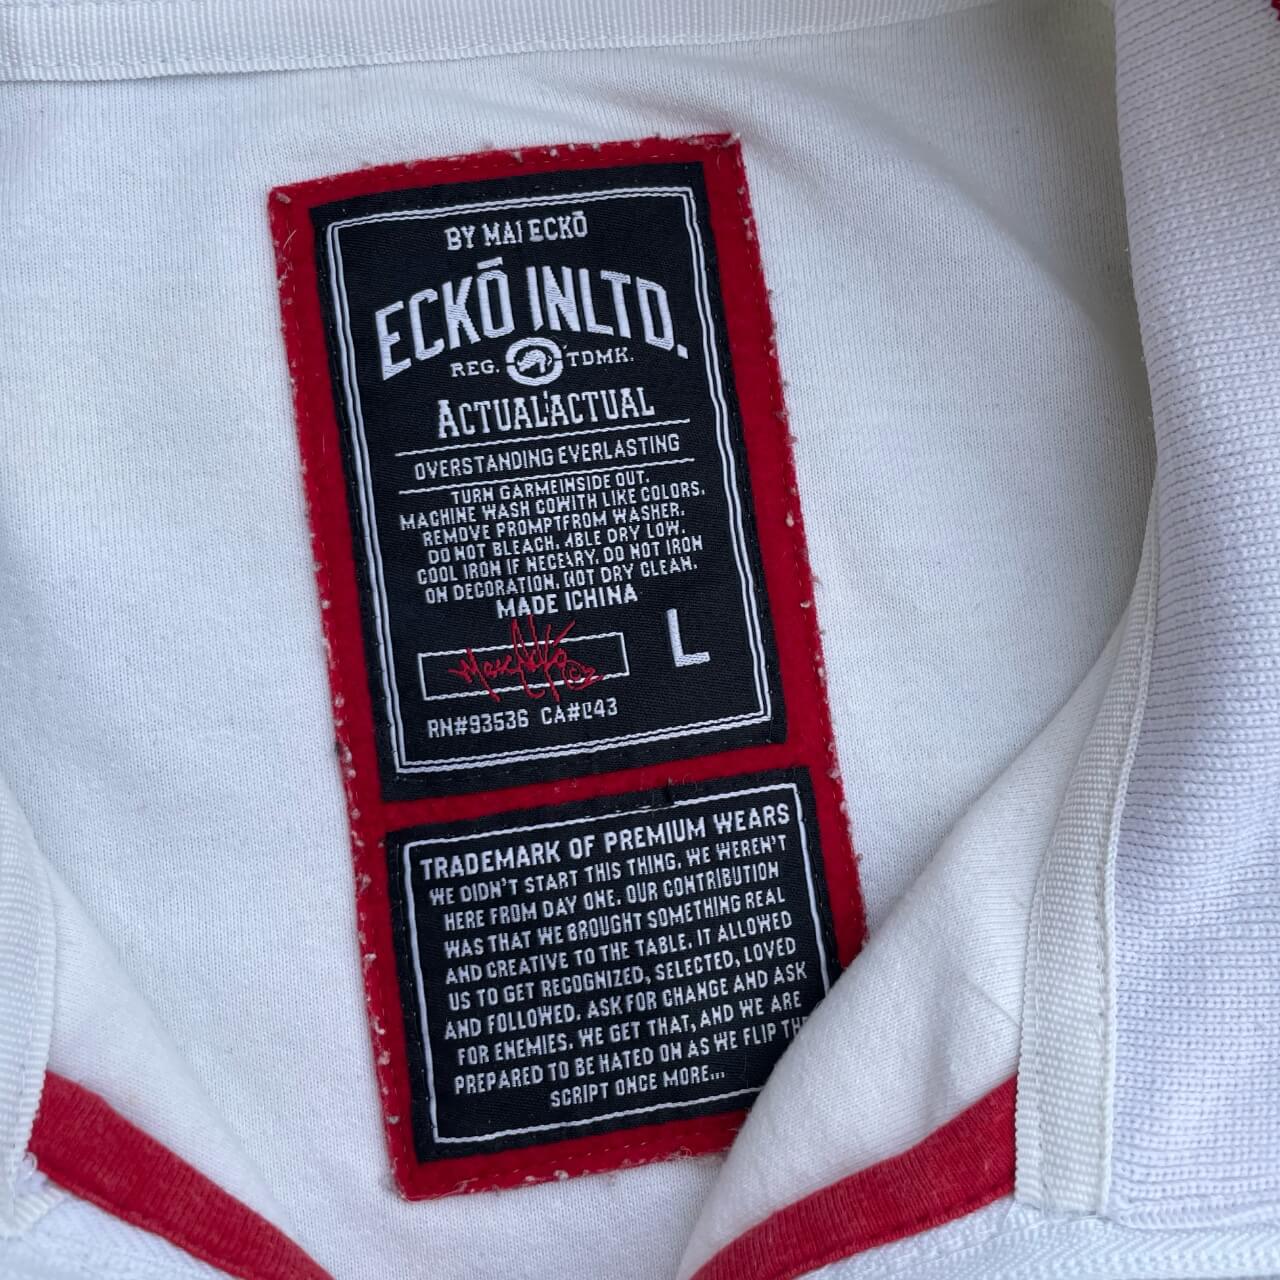 BY MAI ECKŌ
ECKŌ INLTD.
REG. TDMK.
ACTUAL'ACTUAL
OVERSTANDING EVERLASTING
TURN GARMEINSIDE OUT.
MACHINE WASH COWITH LIKE COLORS.
REMOVE PROMPTFROM WASHER.
DO NOT BLEACH. ABLE DRY LOW.
COOL IRON IF NECEARY. DO NOT IRON
ON DECORATION. NOT DRY CLEAN.
MADE ICHINA
L
RN#93536 CA#043
TRADEMARK OF PREMIUM WEARS
WE DIDN'T START THIS THING. WE WEREN'T
HERE FROM DAY ONE. OUR CONTRIBUTION
WAS THAT WE BROUGHT SOMETHING REAL
AND CREATIVE TO THE TABLE. IT ALLOWED
US TO GET RECOGNIZED, SELECTED, LOVED
AND FOLLOWED. ASK FOR CHANGE AND ASK
FOR ENEMIES. WE GET THAT, AND WE ARE
PREPARED TO BE HATED ON AS WE FLIP THE
SCRIPT ONCE MORE...